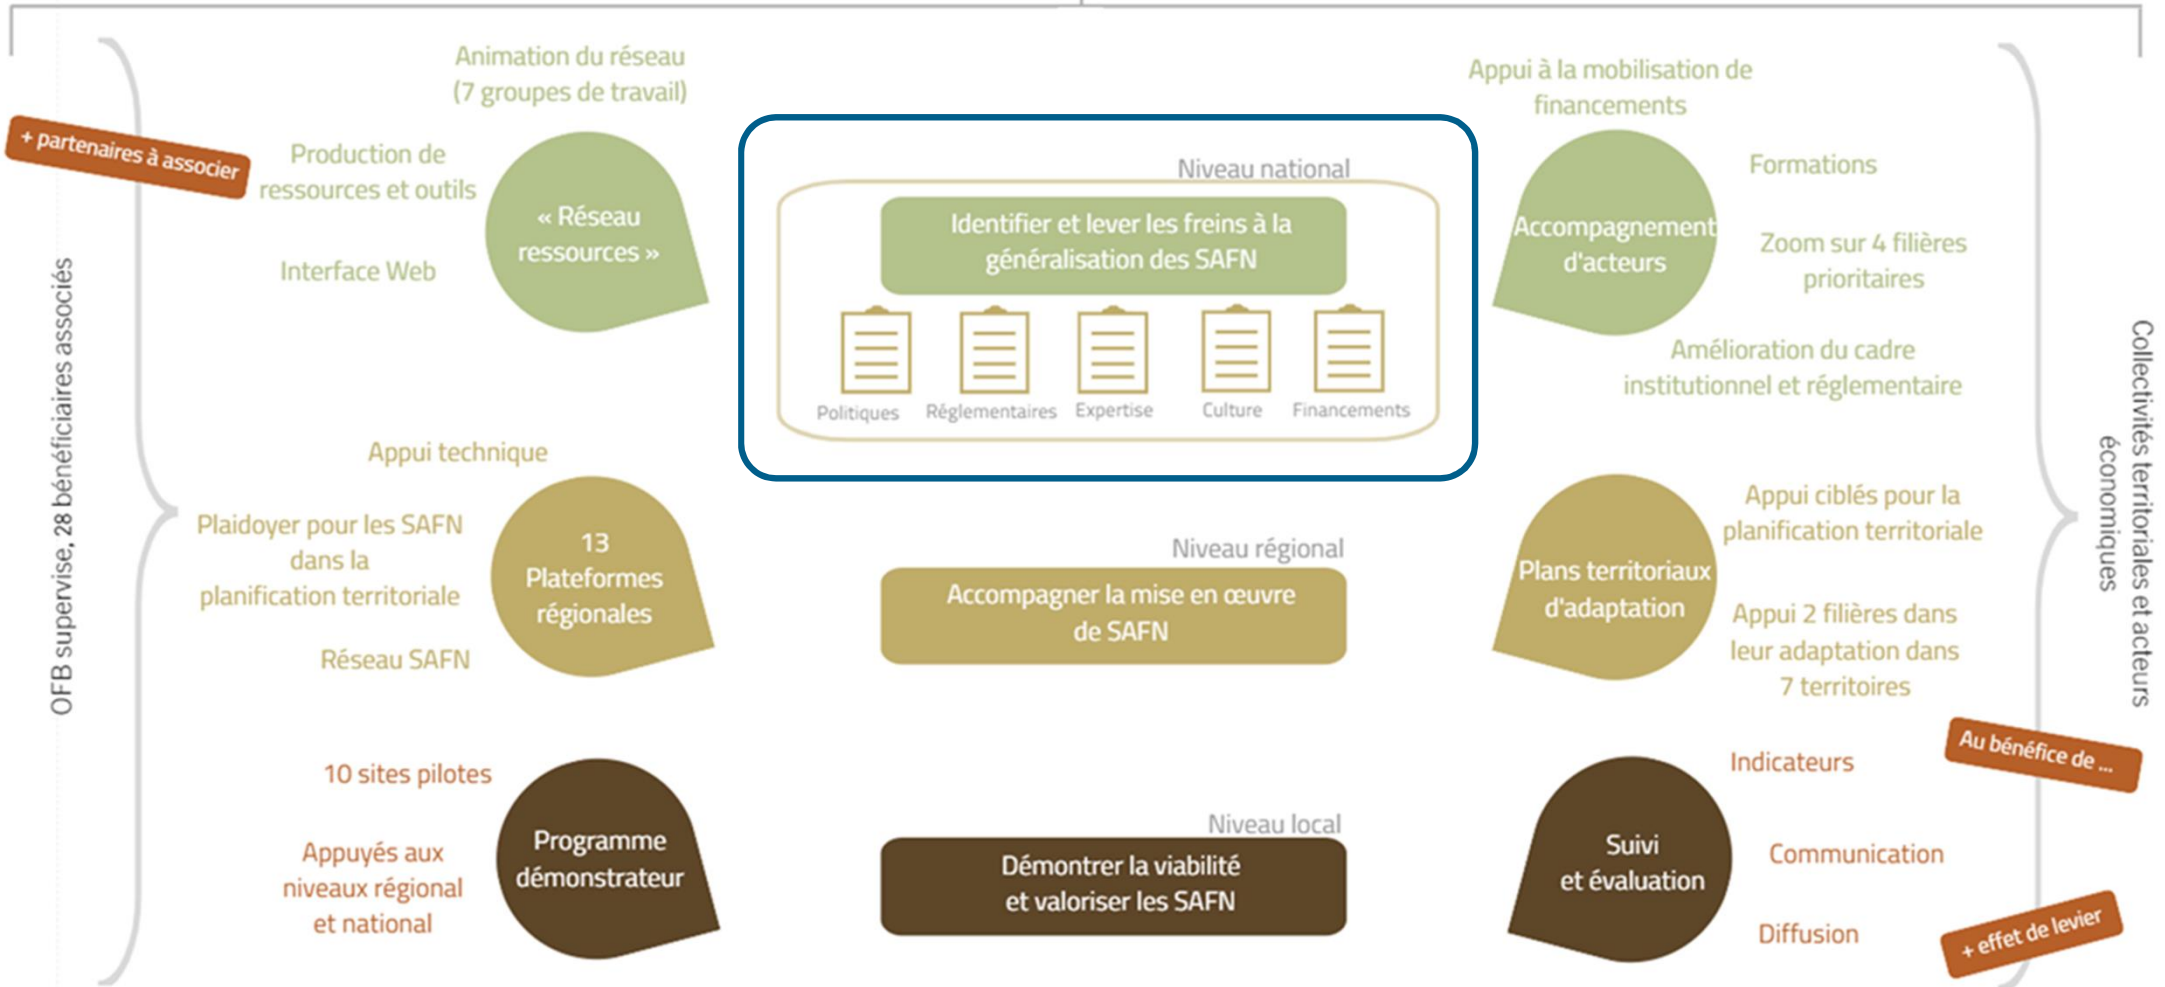 OFB supervise, 28 bénéficiaires associés
+ partenaires à associer
Animation du réseau
(7 groupes de travail)
Production de
ressources et outils
Interface Web
« Réseau
ressources »
Niveau national
Identifier et lever les freins à la
généralisation des SAFN
Politiques
Réglementaires
Expertise
Culture
Financements
Appui à la mobilisation de
financements
Accompagnement
d'acteurs
Formations
Zoom sur 4 filières
prioritaires
Amélioration du cadre
institutionnel et réglementaire
Appui technique
Plaidoyer pour les SAFN
dans la
planification territoriale
Réseau SAFN
13
Plateformes
régionales
Niveau régional
Accompagner la mise en œuvre
de SAFN
Plans territoriaux
d'adaptation
Appui ciblés pour la
planification territoriale
Appui 2 filières dans
leur adaptation dans
7 territoires
10 sites pilotes
Appuyés aux
niveaux régional
et national
Programme
démonstrateur
Niveau local
Démontrer la viabilité
et valoriser les SAFN
Suivi
et évaluation
Indicateurs
Communication
Diffusion
Au bénéfice de ...
+ effet de levier
Collectivités territoriales et acteurs
économiques